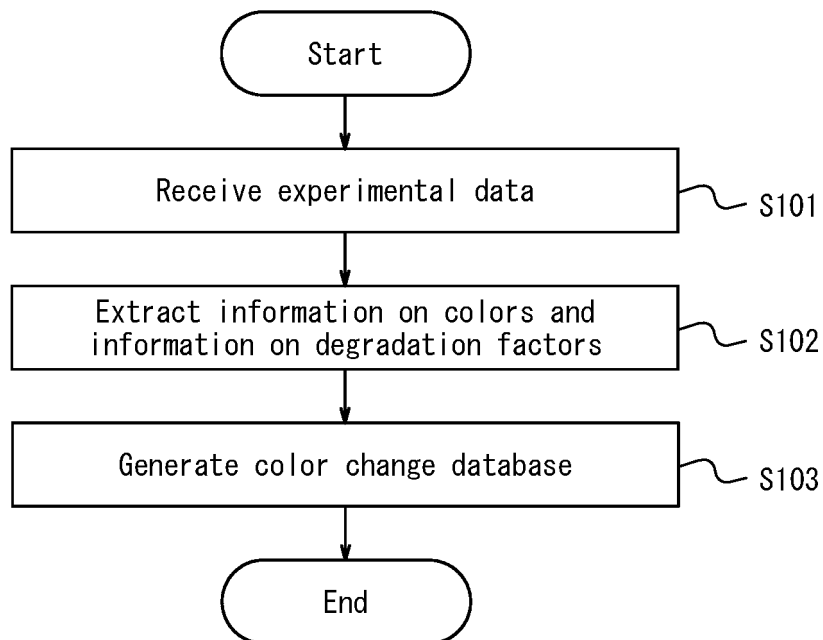 Start
Receive experimental data
S101
Extract information on colors and
information on degradation factors
S102
Generate color change database
S103
End